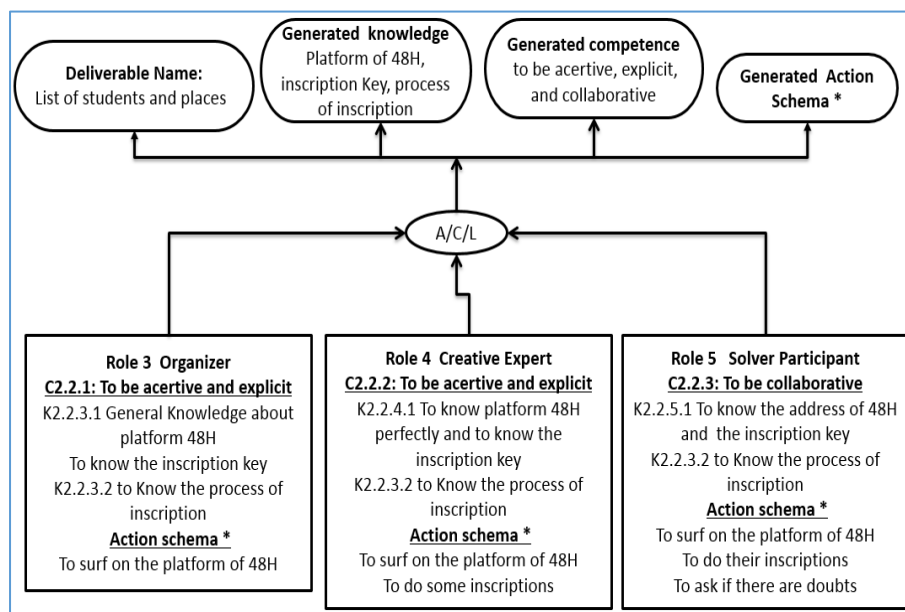 Deliverable Name:
List of students and places
Generated knowledge
Platform of 48H,
inscription Key, process
of inscription
Generated competence
to be acertive, explicit,
and collaborative
Generated Action
Schema *
A/C/L
Role 3 Organizer
C2.2.1: To be acertive and explicit
K2.2.3.1 General Knowledge about
platform 48H
To know the inscription key
K2.2.3.2 to Know the process of
inscription
Action schema *
To surf on the platform of 48H
Role 4 Creative Expert
C2.2.2: To be acertive and explicit
K2.2.4.1 To know platform 48H
perfectly and to know the
inscription key
K2.2.3.2 to Know the process of
inscription
Action schema *
To surf on the platform of 48H
To do some inscriptions
Role 5 Solver Participant
C2.2.3: To be collaborative
K2.2.5.1 To know the address of 48H
and the inscription key
K2.2.3.2 to Know the process of
inscription
Action schema *
To surf on the platform of 48H
To do their inscriptions
To ask if there are doubts